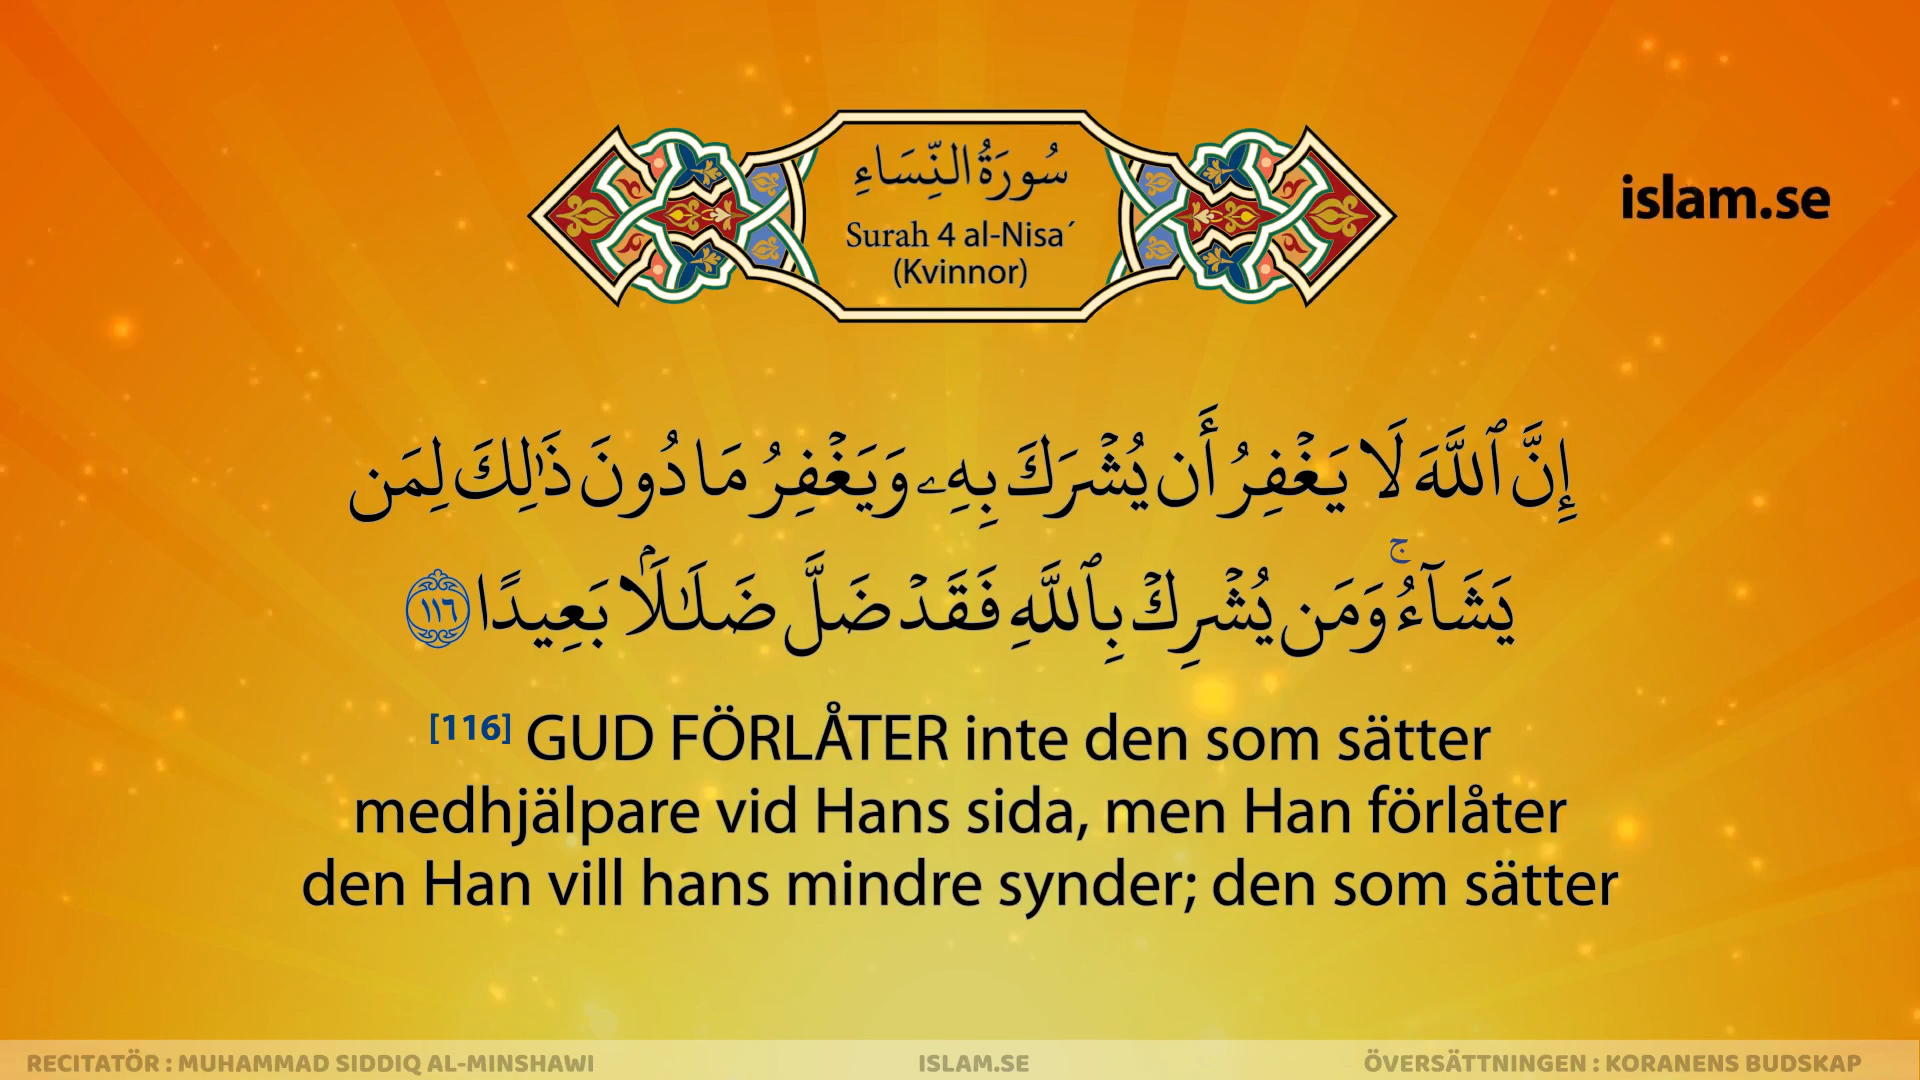 سُورَةُ النِّسَاءِ
Surah 4 al-Nisa´
(Kvinnor)
islam.se
إِنَّ ٱللَّهَ لَا يَغْفِرُ أَن يُشْرَكَ بِهِۦ وَيَغْفِرُ مَا دُونَ ذَٰلِكَ لِمَن
يَشَآءُ ۚ وَمَن يُشْرِكْ بِٱللَّهِ فَقَدْ ضَلَّ ضَلَـٰلًۢا بَعِيدًا ١١٦
[116] GUD FÖRLÅTER inte den som sätter
medhjälpare vid Hans sida, men Han förlåter
den Han vill hans mindre synder; den som sätter
RECITATÖR : MUHAMMAD SIDDIQ AL-MINSHAWI
ISLAM.SE
ÖVERSÄTTNINGEN : KORANENS BUDSKAP